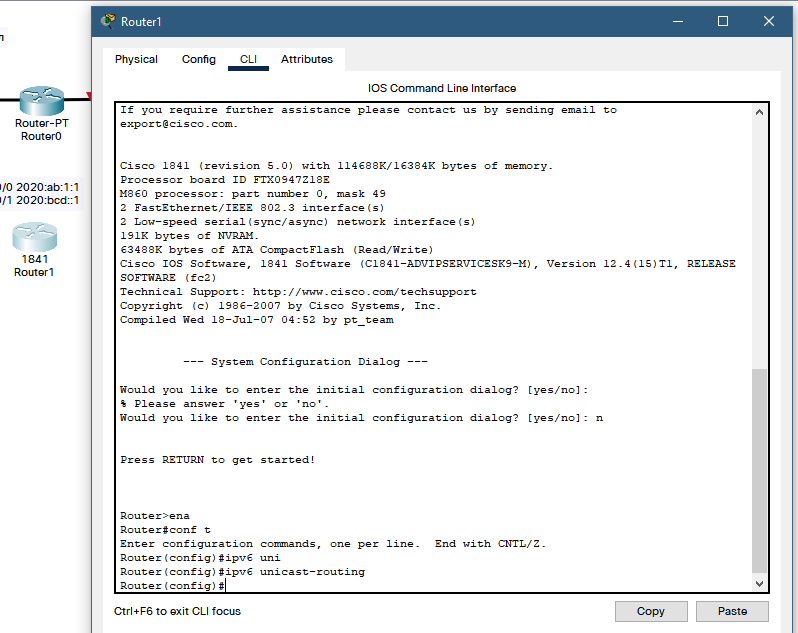 Router1
Physical Config CLI Attributes
IOS Command Line Interface
If you require further assistance please contact us by sending email to
export@cisco.com.
Cisco 1841 (revision 5.0) with 114688K/16384K bytes of memory.
Processor board ID FTX0947Z18E
M860 processor: part number 0, mask 49
2 FastEthernet/IEEE 802.3 interface(s)
2 Low-speed serial(sync/async) network interface(s)
191K bytes of NVRAM.
63488K bytes of ATA CompactFlash (Read/Write)
Cisco IOS Software, 1841 Software (C1841-ADVIPSERVICESK9-M), Version 12.4(15)T1, RELEASE
SOFTWARE (fc2)
Technical Support: http://www.cisco.com/techsupport
Copyright (c) 1986-2007 by Cisco Systems, Inc.
Compiled Wed 18-Jul-07 04:52 by pt_team
--- System Configuration Dialog ---
Would you like to enter the initial configuration dialog? [yes/no]:
% Please answer 'yes' or 'no'.
Would you like to enter the initial configuration dialog? [yes/no]: n
Press RETURN to get started!
Router>ena
Router#conf t
Enter configuration commands, one per line. End with CNTL/Z.
Router(config)#ipv6 uni
Router(config)#ipv6 unicast-routing
Router(config)#
Ctrl+F6 to exit CLI focus
Copy
Paste
Router-PT
Router0
/0 2020:ab:1:1
/1 2020:bcd::1
1841
Router1